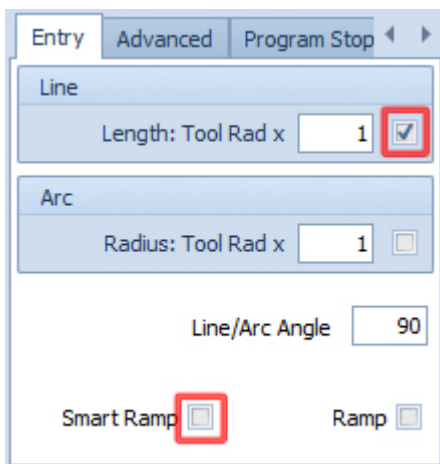 Entry Advanced Program Stop
Line
Length: Tool Rad x 1
Arc
Radius: Tool Rad x 1
Line/Arc Angle 90
Smart Ramp Ramp